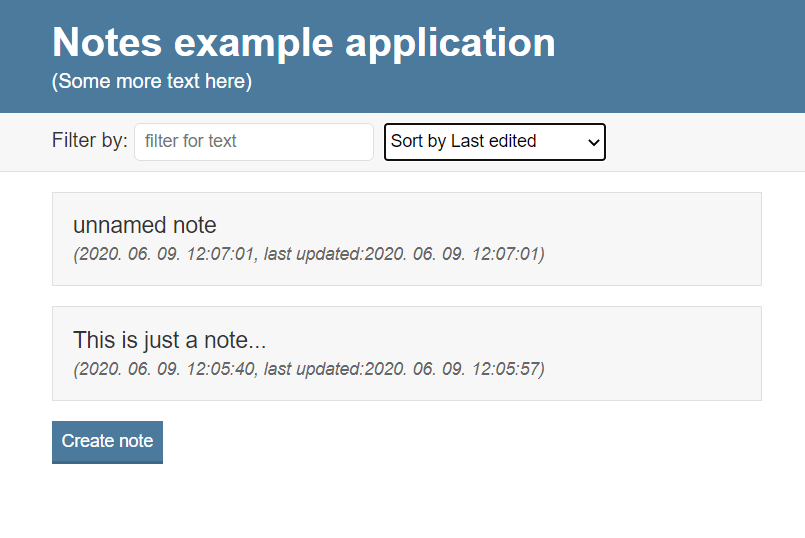 Notes example application
(Some more text here)
Filter by: filter for text Sort by Last edited
unnamed note
(2020. 06. 09. 12:07:01, last updated:2020. 06. 09. 12:07:01)
This is just a note...
(2020. 06. 09. 12:05:40, last updated:2020. 06. 09. 12:05:57)
Create note